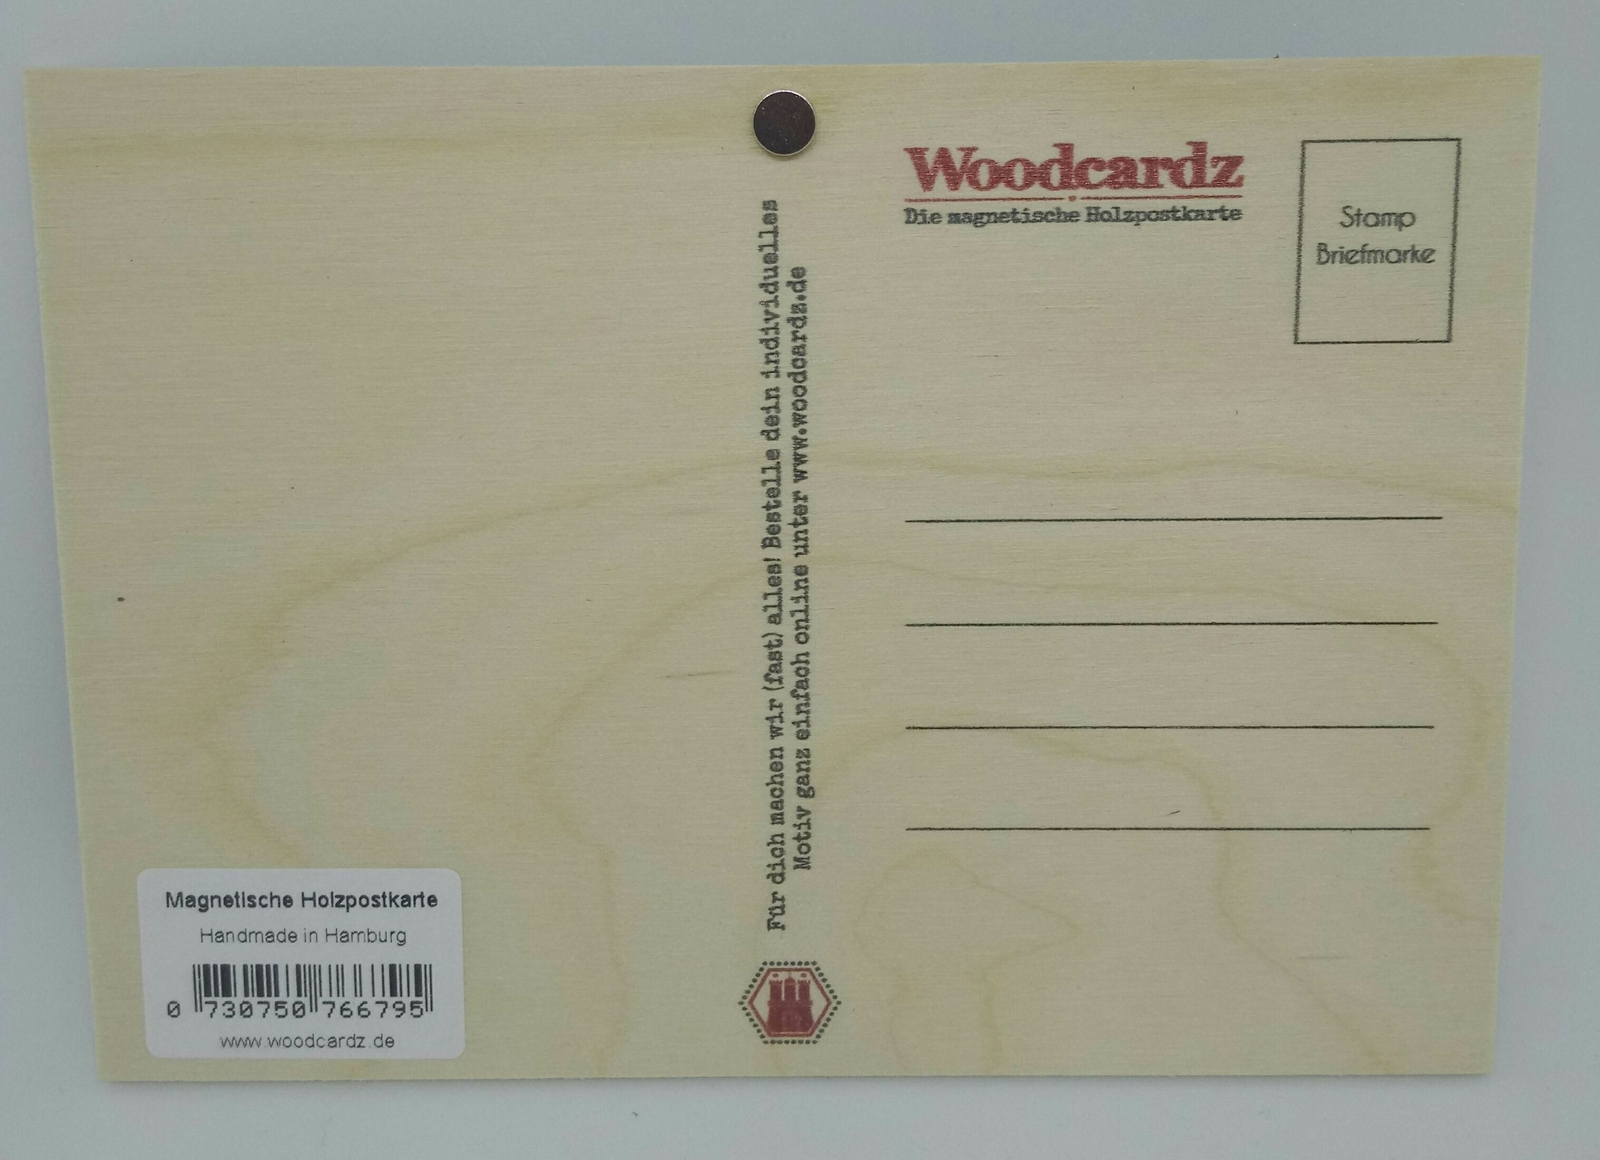 Woodcardz
Die magnetische Holzpostkarte
Stamp
Briefmarke
Für dich machen wir (fast) alles! Bestelle dein individuelles
Motiv ganz einfach online unter www.woodcardz.de
Magnetische Holzpostkarte
Handmade in Hamburg
0 730750 766795
www.woodcardz.de